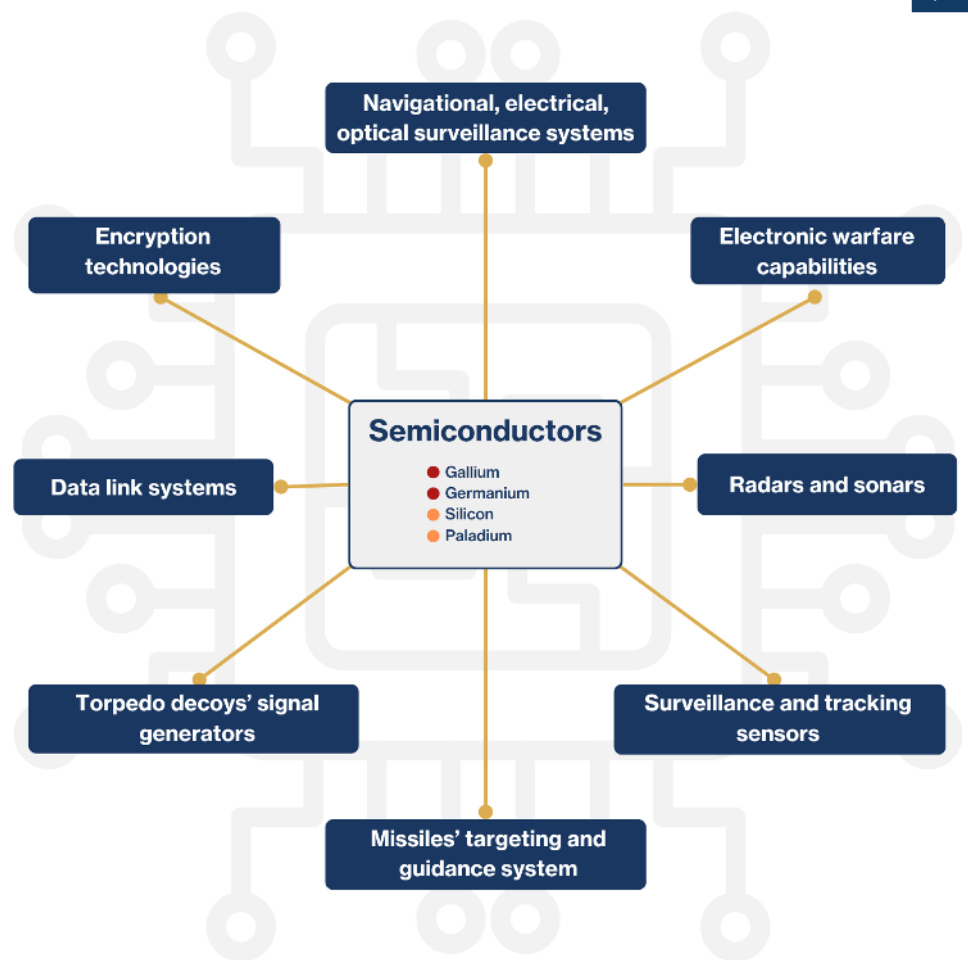 Navigational, electrical,
optical surveillance systems
Encryption
technologies
Electronic warfare
capabilities
Semiconductors
Gallium
Germanium
Silicon
Paladium
Data link systems
Radars and sonars
Torpedo decoys’ signal
generators
Surveillance and tracking
sensors
Missiles’ targeting and
guidance system